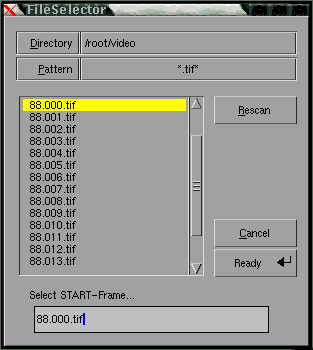 FileSelector
Directory /root/video
Pattern *.tif*
88.000.tif
88.001.tif
88.002.tif
88.003.tif
88.004.tif
88.005.tif
88.006.tif
88.007.tif
88.008.tif
88.009.tif
88.010.tif
88.011.tif
88.012.tif
88.013.tif
Rescan
Cancel
Ready
Select START-Frame...
88.000.tif